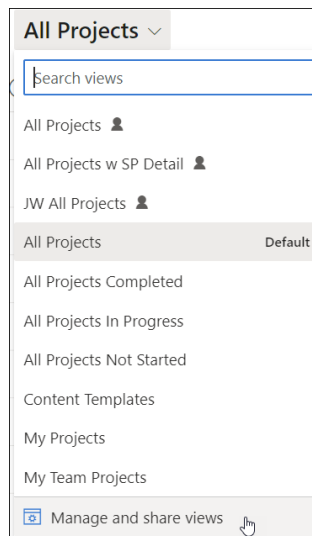 All Projects
Search views
All Projects
All Projects w SP Detail
JW All Projects
All Projects Default
All Projects Completed
All Projects In Progress
All Projects Not Started
Content Templates
My Projects
My Team Projects
Manage and share views